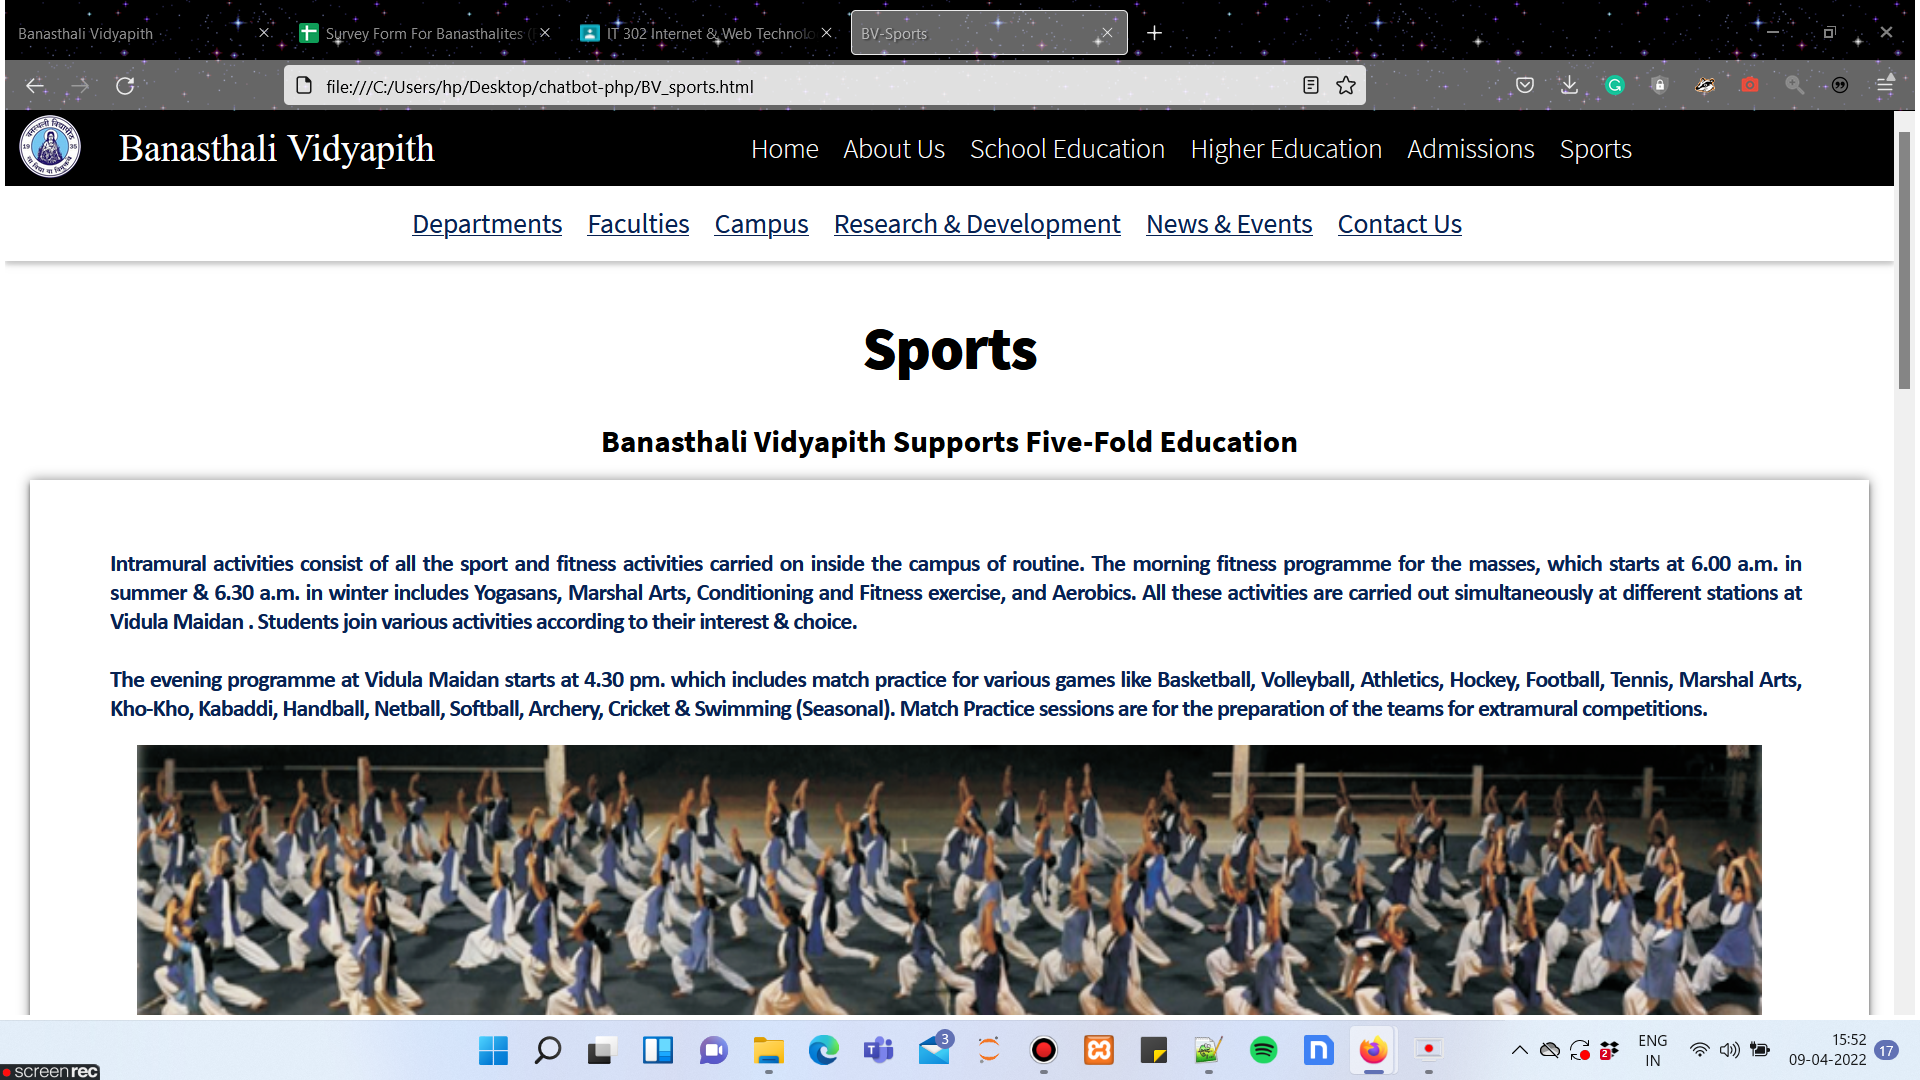 Banasthali Vidyapith
Survey Form For Banasthalites (
IT 302 Internet & Web Technolo
BV-Sports
file:///C:/Users/hp/Desktop/chatbot-php/BV_sports.html
Banasthali Vidyapith
Home About Us School Education Higher Education Admissions Sports
Departments Faculties Campus Research & Development News & Events Contact Us
Sports
Banasthali Vidyapith Supports Five-Fold Education
Intramural activities consist of all the sport and fitness activities carried on inside the campus of routine. The morning fitness programme for the masses, which starts at 6.00 a.m. in
summer & 6.30 a.m. in winter includes Yogasans, Marshal Arts, Conditioning and Fitness exercise, and Aerobics. All these activities are carried out simultaneously at different stations at
Vidula Maidan . Students join various activities according to their interest & choice.
The evening programme at Vidula Maidan starts at 4.30 pm. which includes match practice for various games like Basketball, Volleyball, Athletics, Hockey, Football, Tennis, Marshal Arts,
Kho-Kho, Kabaddi, Handball, Netball, Softball, Archery, Cricket & Swimming (Seasonal). Match Practice sessions are for the preparation of the teams for extramural competitions.
3
2
ENG
IN
15:52
09-04-2022
17
screenrec